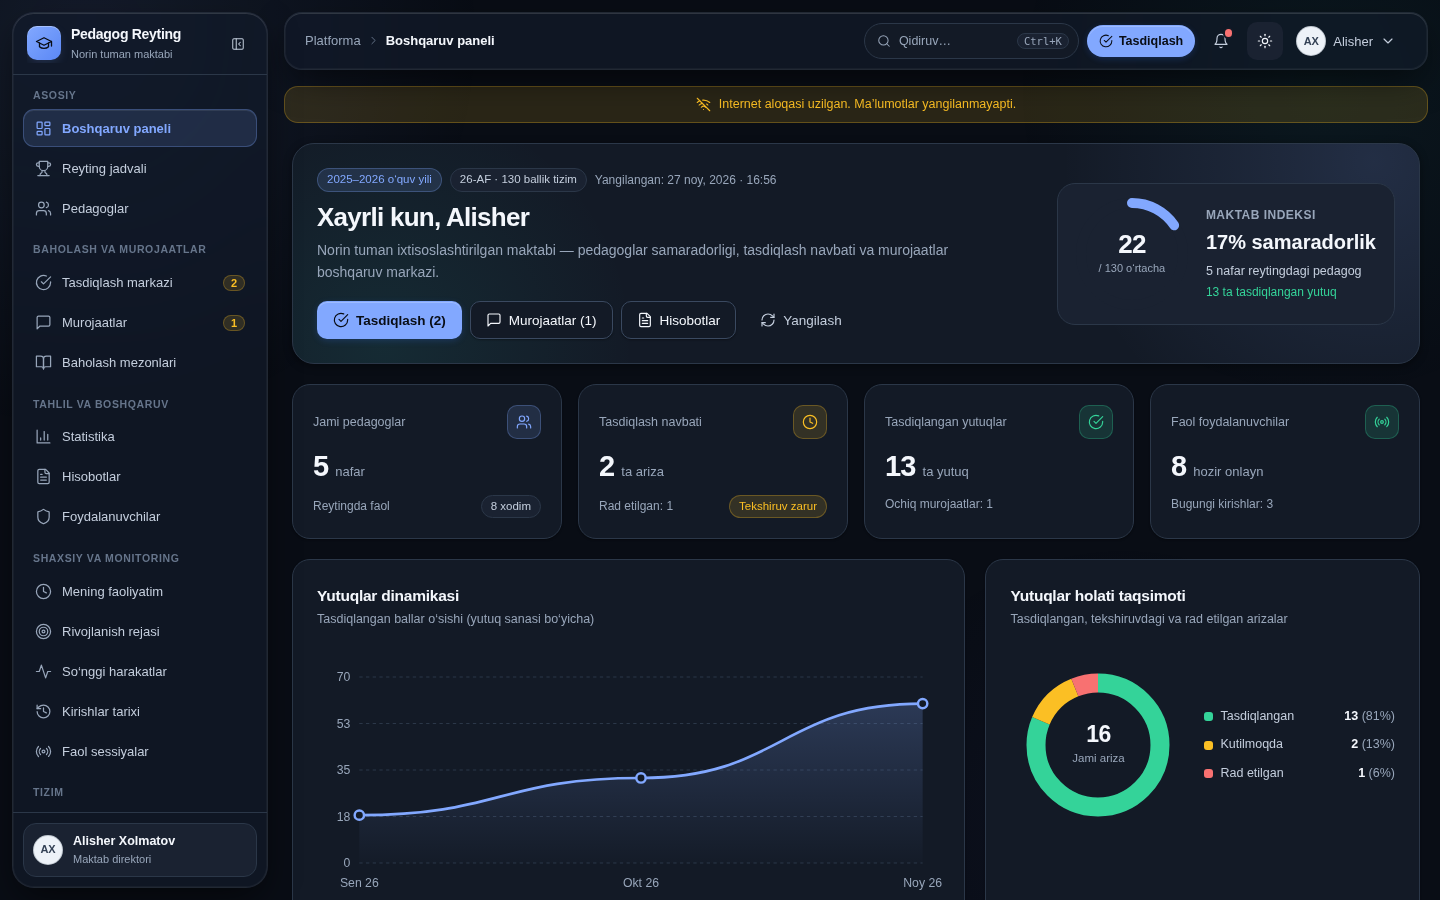 Pedagog Reyting
Norin tuman maktabi
ASOSIY
Boshqaruv paneli
Reyting jadvali
Pedagoglar
BAHOLASH VA MUROJAATLAR
Tasdiqlash markazi 2
Murojaatlar 1
Baholash mezonlari
TAHLIL VA BOSHQARUV
Statistika
Hisobotlar
Foydalanuvchilar
SHAXSIY VA MONITORING
Mening faoliyatim
Rivojlanish rejasi
Soʻnggi harakatlar
Kirishlar tarixi
Faol sessiyalar
TIZIM
AX
Alisher Xolmatov
Maktab direktori
Platforma
Boshqaruv paneli
Qidiruv…
Ctrl+K
Tasdiqlash
AX
Alisher
Internet aloqasi uzilgan. Maʼlumotlar yangilanmayapti.
2025–2026 oʻquv yili
26-AF · 130 ballik tizim
Yangilangan: 27 noy, 2026 · 16:56
Xayrli kun, Alisher
Norin tuman ixtisoslashtirilgan maktabi — pedagoglar samaradorligi, tasdiqlash navbati va murojaatlar
boshqaruv markazi.
Tasdiqlash (2)
Murojaatlar (1)
Hisobotlar
Yangilash
22
/ 130 oʻrtacha
MAKTAB INDEKSI
17% samaradorlik
5 nafar reytingdagi pedagog
13 ta tasdiqlangan yutuq
Jami pedagoglar
5 nafar
Reytingda faol
8 xodim
Tasdiqlash navbati
2 ta ariza
Rad etilgan: 1
Tekshiruv zarur
Tasdiqlangan yutuqlar
13 ta yutuq
Ochiq murojaatlar: 1
Faol foydalanuvchilar
8 hozir onlayn
Bugungi kirishlar: 3
Yutuqlar dinamikasi
Tasdiqlangan ballar oʻsishi (yutuq sanasi boʻyicha)
70
53
35
18
0
Sen 26
Okt 26
Noy 26
Yutuqlar holati taqsimoti
Tasdiqlangan, tekshiruvdagi va rad etilgan arizalar
16
Jami ariza
Tasdiqlangan 13 (81%)
Kutilmoqda 2 (13%)
Rad etilgan 1 (6%)